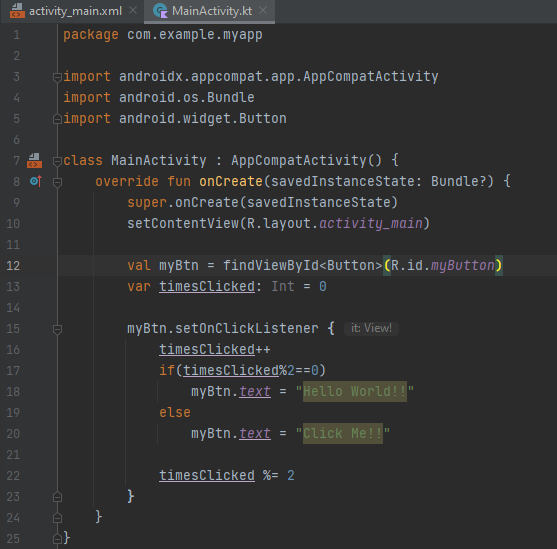 activity_main.xml × MainActivity.kt ×
1 package com.example.myapp
2
3 import androidx.appcompat.app.AppCompatActivity
4 import android.os.Bundle
5 import android.widget.Button
6
7 class MainActivity : AppCompatActivity() {
8 override fun onCreate(savedInstanceState: Bundle?) {
9 super.onCreate(savedInstanceState)
10 setContentView(R.layout.activity_main)
11
12 val myBtn = findViewById<Button>(R.id.myButton)
13 var timesClicked: Int = 0
14
15 myBtn.setOnClickListener { it: View!
16 timesClicked++
17 if(timesClicked%2==0)
18 myBtn.text = "Hello World!!"
19 else
20 myBtn.text = "Click Me!!"
21
22 timesClicked %= 2
23 }
24 }
25 }